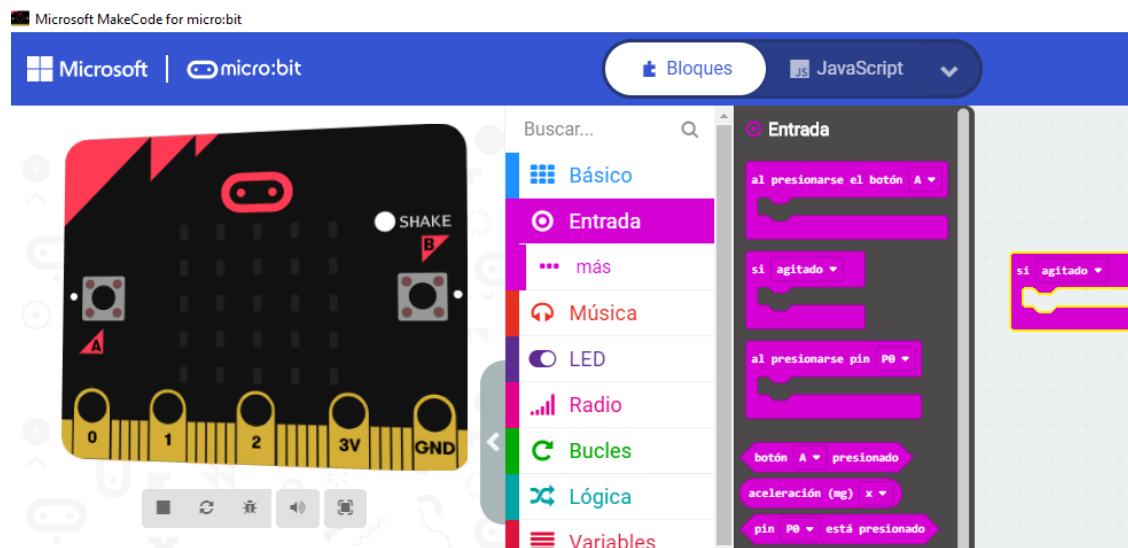 Microsoft MakeCode for micro:bit
Microsoft | micro:bit
Bloques
JS JavaScript
SHAKE
B
A
0 1 2 3V GND
Buscar...
Básico
Entrada
más
Música
LED
Radio
Bucles
Lógica
Variables
Entrada
al presionarse el botón A
si agitado
al presionarse pin P0
botón A presionado
aceleración (mg) x
pin P0 está presionado
si agitado